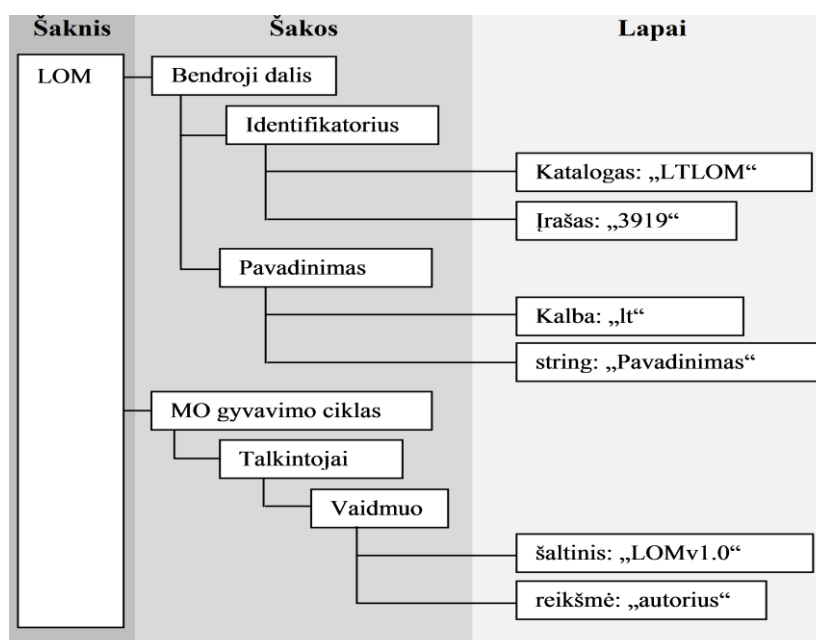 Šaknis Šakos Lapai
LOM
Bendroji dalis
Identifikatorius
Katalogas: „LTLOM“
Įrašas: „3919“
Pavadinimas
Kalba: „lt“
string: „Pavadinimas“
MO gyvavimo ciklas
Talkintojai
Vaidmuo
šaltinis: „LOMv1.0“
reikšmė: „autorius“